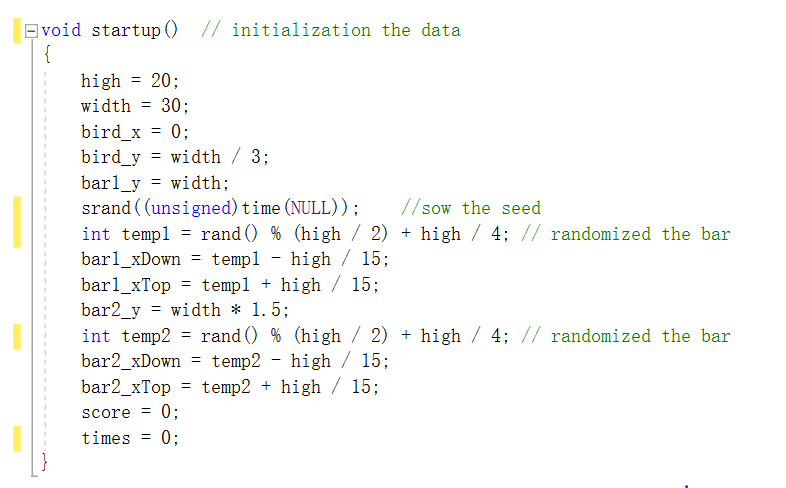 void startup()  // initialization the data
{
    high = 20;
    width = 30;
    bird_x = 0;
    bird_y = width / 3;
    bar1_y = width;
    srand((unsigned)time(NULL));    //sow the seed
    int temp1 = rand() % (high / 2) + high / 4; // randomized the bar
    bar1_xDown = temp1 - high / 15;
    bar1_xTop = temp1 + high / 15;
    bar2_y = width * 1.5;
    int temp2 = rand() % (high / 2) + high / 4; // randomized the bar
    bar2_xDown = temp2 - high / 15;
    bar2_xTop = temp2 + high / 15;
    score = 0;
    times = 0;
}